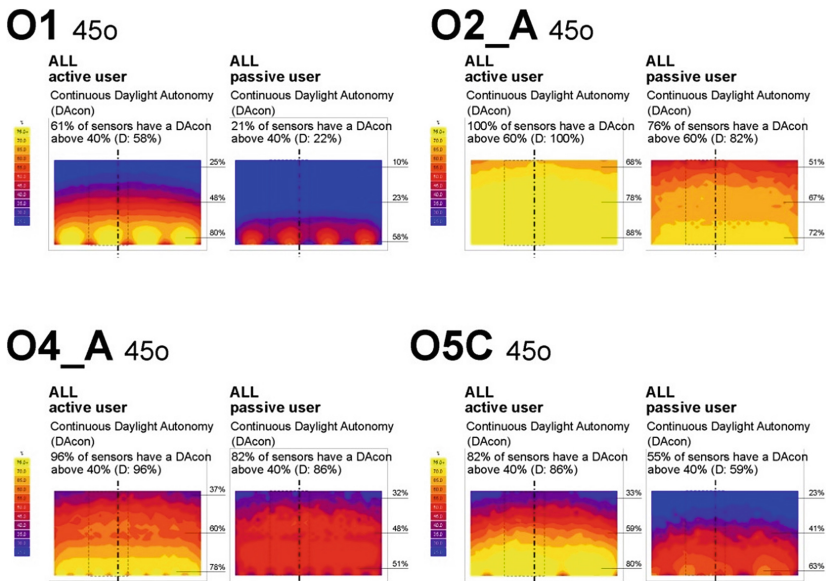 O1 45o
ALL
active user
Continuous Daylight Autonomy
(DAcon)
61% of sensors have a DAcon
above 40% (D: 58%)
25%
48%
80%
ALL
passive user
Continuous Daylight Autonomy
(DAcon)
21% of sensors have a DAcon
above 40% (D: 22%)
10%
23%
58%
O2_A 45o
ALL
active user
Continuous Daylight Autonomy
(DAcon)
100% of sensors have a DAcon
above 60% (D: 100%)
68%
78%
88%
ALL
passive user
Continuous Daylight Autonomy
(DAcon)
76% of sensors have a DAcon
above 60% (D: 82%)
51%
67%
72%
O4_A 45o
ALL
active user
Continuous Daylight Autonomy
(DAcon)
96% of sensors have a DAcon
above 40% (D: 96%)
37%
60%
78%
ALL
passive user
Continuous Daylight Autonomy
(DAcon)
82% of sensors have a DAcon
above 40% (D: 86%)
32%
48%
51%
O5C 45o
ALL
active user
Continuous Daylight Autonomy
(DAcon)
82% of sensors have a DAcon
above 40% (D: 86%)
33%
59%
80%
ALL
passive user
Continuous Daylight Autonomy
(DAcon)
55% of sensors have a DAcon
above 40% (D: 59%)
23%
41%
63%